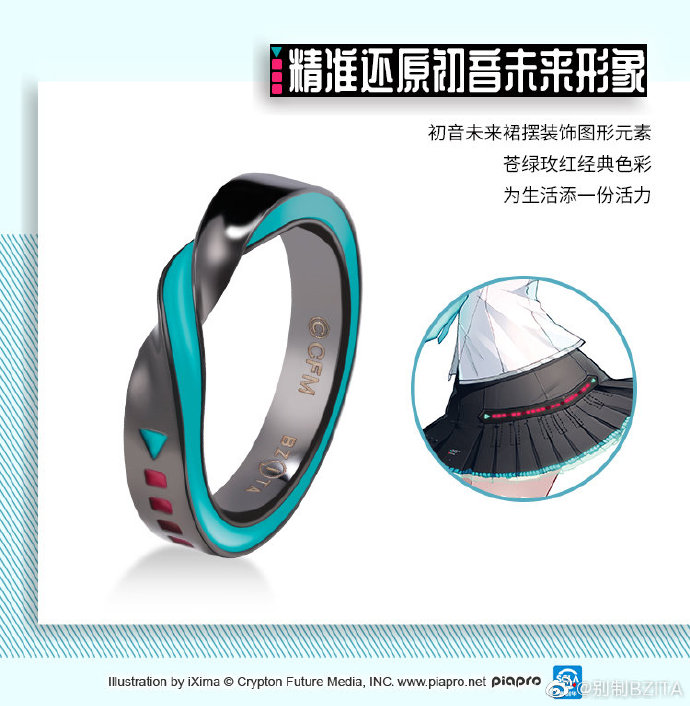 精准还原初音未来形象
初音未来裙摆装饰图形元素
苍绿玫红经典色彩
为生活添一份活力
© CFM
BZITA
Illustration by iXima © Crypton Future Media, INC. www.piapro.net piapro
@别制BZITA